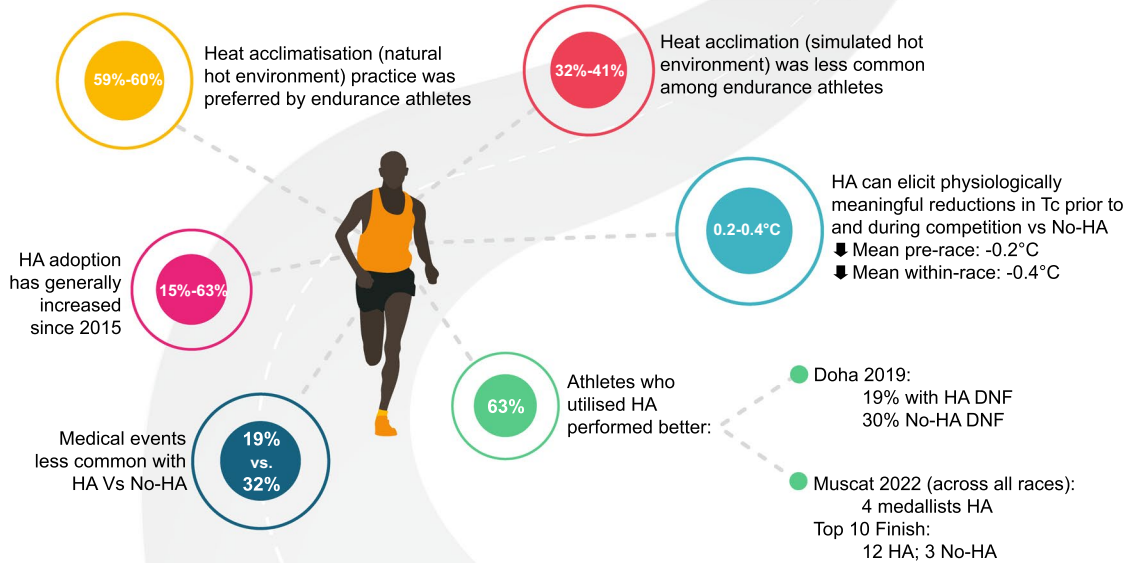 59%-60%
Heat acclimatisation (natural
hot environment) practice was
preferred by endurance athletes
32%-41%
Heat acclimation (simulated hot
environment) was less common
among endurance athletes
0.2-0.4°C
HA can elicit physiologically
meaningful reductions in Tc prior to
and during competition vs No-HA
Mean pre-race: -0.2°C
Mean within-race: -0.4°C
HA adoption
has generally
increased
since 2015
15%-63%
63%
Athletes who
utilised HA
performed better:
Doha 2019:
19% with HA DNF
30% No-HA DNF
Medical events
less common with
HA Vs No-HA
19%
vs.
32%
Muscat 2022 (across all races):
4 medallists HA
Top 10 Finish:
12 HA; 3 No-HA